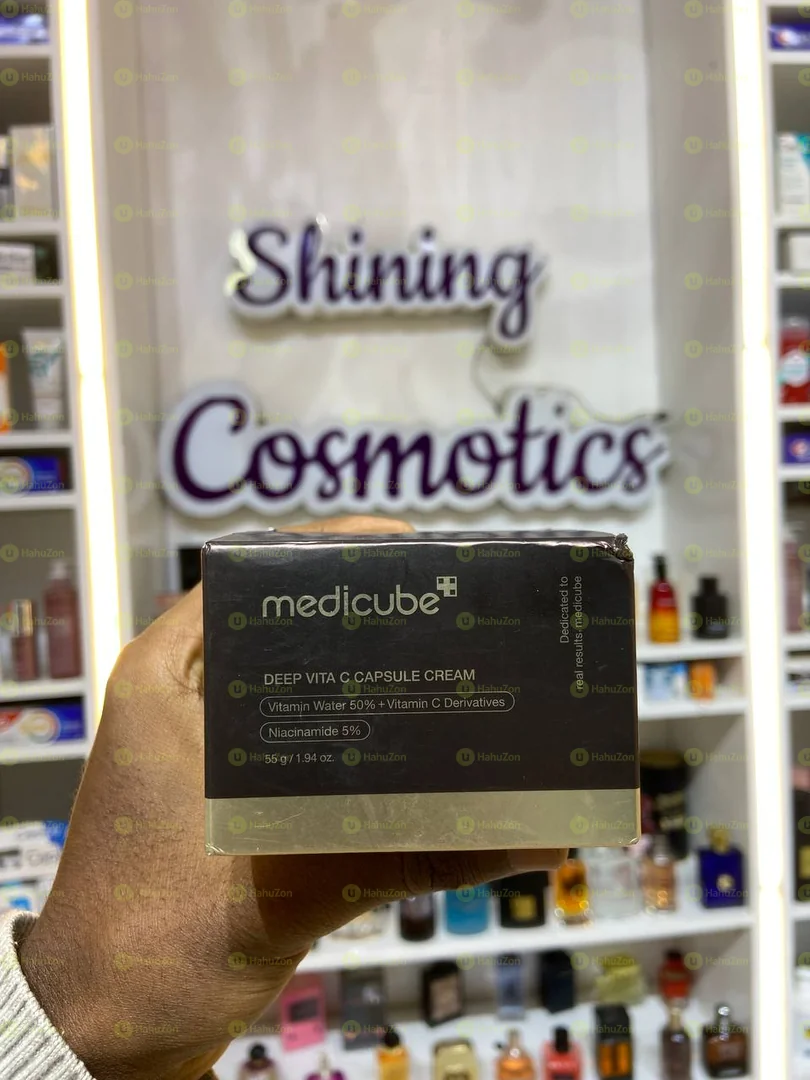 Shining
Cosmotics
medicube
DEEP VITA C CAPSULE CREAM
Vitamin Water 50% + Vitamin C Derivatives
Niacinamide 5%
55 g / 1.94 oz.
Dedicated to
real results medicube
HahuZon